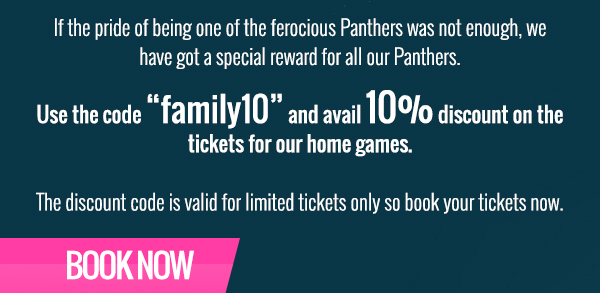 If the pride of being one of the ferocious Panthers was not enough, we
have got a special reward for all our Panthers.
Use the code “family10” and avail 10% discount on the
tickets for our home games.
The discount code is valid for limited tickets only so book your tickets now.
BOOK NOW